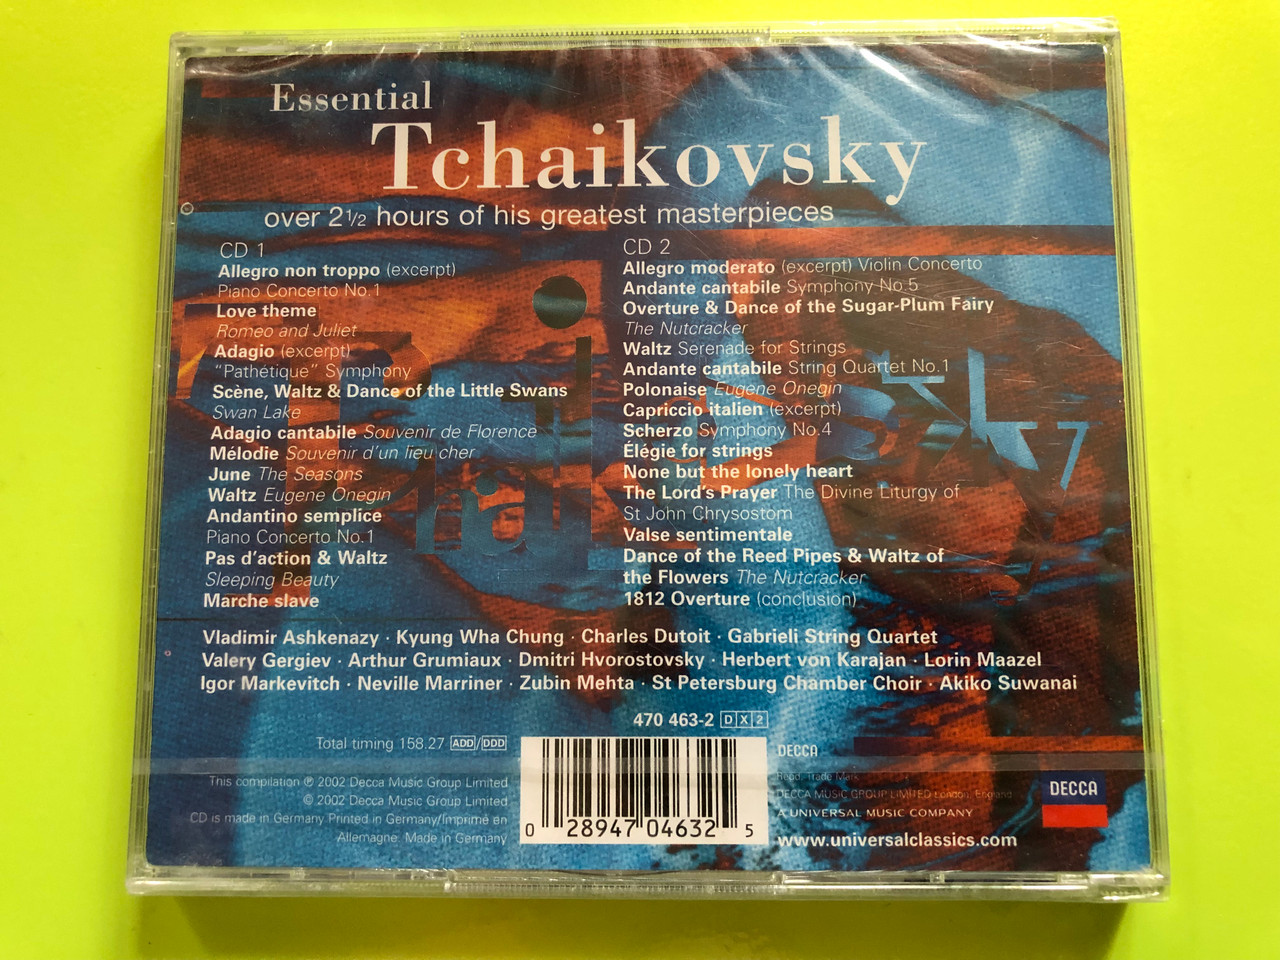 Essential
Tchaikovsky
over 2½ hours of his greatest masterpieces
CD 1
Allegro non troppo (excerpt)
Piano Concerto No.1
Love theme
Romeo and Juliet
Adagio (excerpt)
"Pathétique" Symphony
Scène, Waltz & Dance of the Little Swans
Swan Lake
Adagio cantabile Souvenir de Florence
Mélodie Souvenir d'un lieu cher
June The Seasons
Waltz Eugene Onegin
Andantino semplice
Piano Concerto No.1
Pas d'action & Waltz
Sleeping Beauty
Marche slave
CD 2
Allegro moderato (excerpt) Violin Concerto
Andante cantabile Symphony No.5
Overture & Dance of the Sugar-Plum Fairy
The Nutcracker
Waltz Serenade for Strings
Andante cantabile String Quartet No.1
Polonaise Eugene Onegin
Capriccio italien (excerpt)
Scherzo Symphony No.4
Élégie for strings
None but the lonely heart
The Lord's Prayer The Divine Liturgy of
St John Chrysostom
Valse sentimentale
Dance of the Reed Pipes & Waltz of
the Flowers The Nutcracker
1812 Overture (conclusion)
Vladimir Ashkenazy · Kyung Wha Chung · Charles Dutoit · Gabrieli String Quartet
Valery Gergiev · Arthur Grumiaux · Dmitri Hvorostovsky · Herbert von Karajan · Lorin Maazel
Igor Markevitch · Neville Marriner · Zubin Mehta · St Petersburg Chamber Choir · Akiko Suwanai
470 463-2 DX2
Total timing 158.27 ADD/DDD
This compilation ℗ 2002 Decca Music Group Limited
© 2002 Decca Music Group Limited
CD is made in Germany. Printed in Germany/Imprimé en
Allemagne. Made in Germany
0 28947 04632 5
DECCA
Regd. Trade Mark
DECCA MUSIC GROUP LIMITED London, England
A UNIVERSAL MUSIC COMPANY
www.universalclassics.com
DECCA